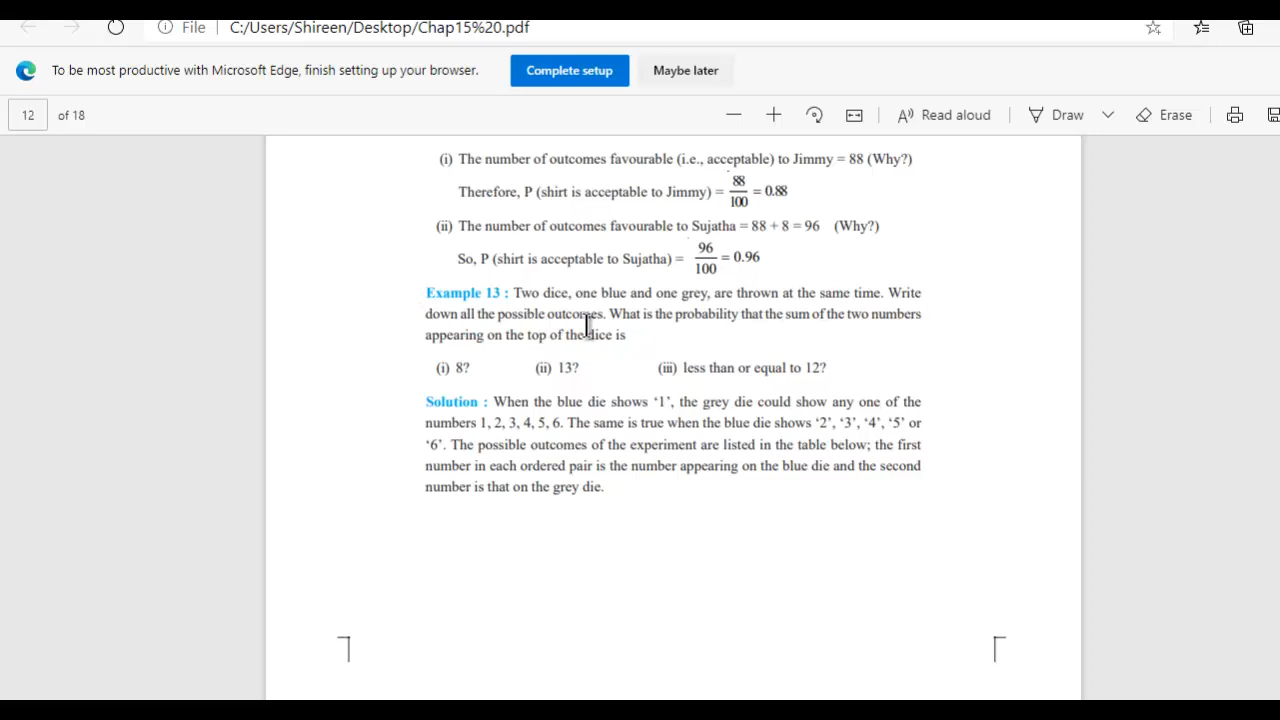 File C:/Users/Shireen/Desktop/Chap15%20.pdf
To be most productive with Microsoft Edge, finish setting up your browser. Complete setup Maybe later
12 of 18 Read aloud Draw Erase
(i) The number of outcomes favourable (i.e., acceptable) to Jimmy = 88 (Why?)
Therefore, P (shirt is acceptable to Jimmy) = 88/100 = 0.88
(ii) The number of outcomes favourable to Sujatha = 88 + 8 = 96 (Why?)
So, P (shirt is acceptable to Sujatha) = 96/100 = 0.96
Example 13 : Two dice, one blue and one grey, are thrown at the same time. Write
down all the possible outcomes. What is the probability that the sum of the two numbers
appearing on the top of the dice is
(i) 8? (ii) 13? (iii) less than or equal to 12?
Solution : When the blue die shows ‘1’, the grey die could show any one of the
numbers 1, 2, 3, 4, 5, 6. The same is true when the blue die shows ‘2’, ‘3’, ‘4’, ‘5’ or
‘6’. The possible outcomes of the experiment are listed in the table below; the first
number in each ordered pair is the number appearing on the blue die and the second
number is that on the grey die.